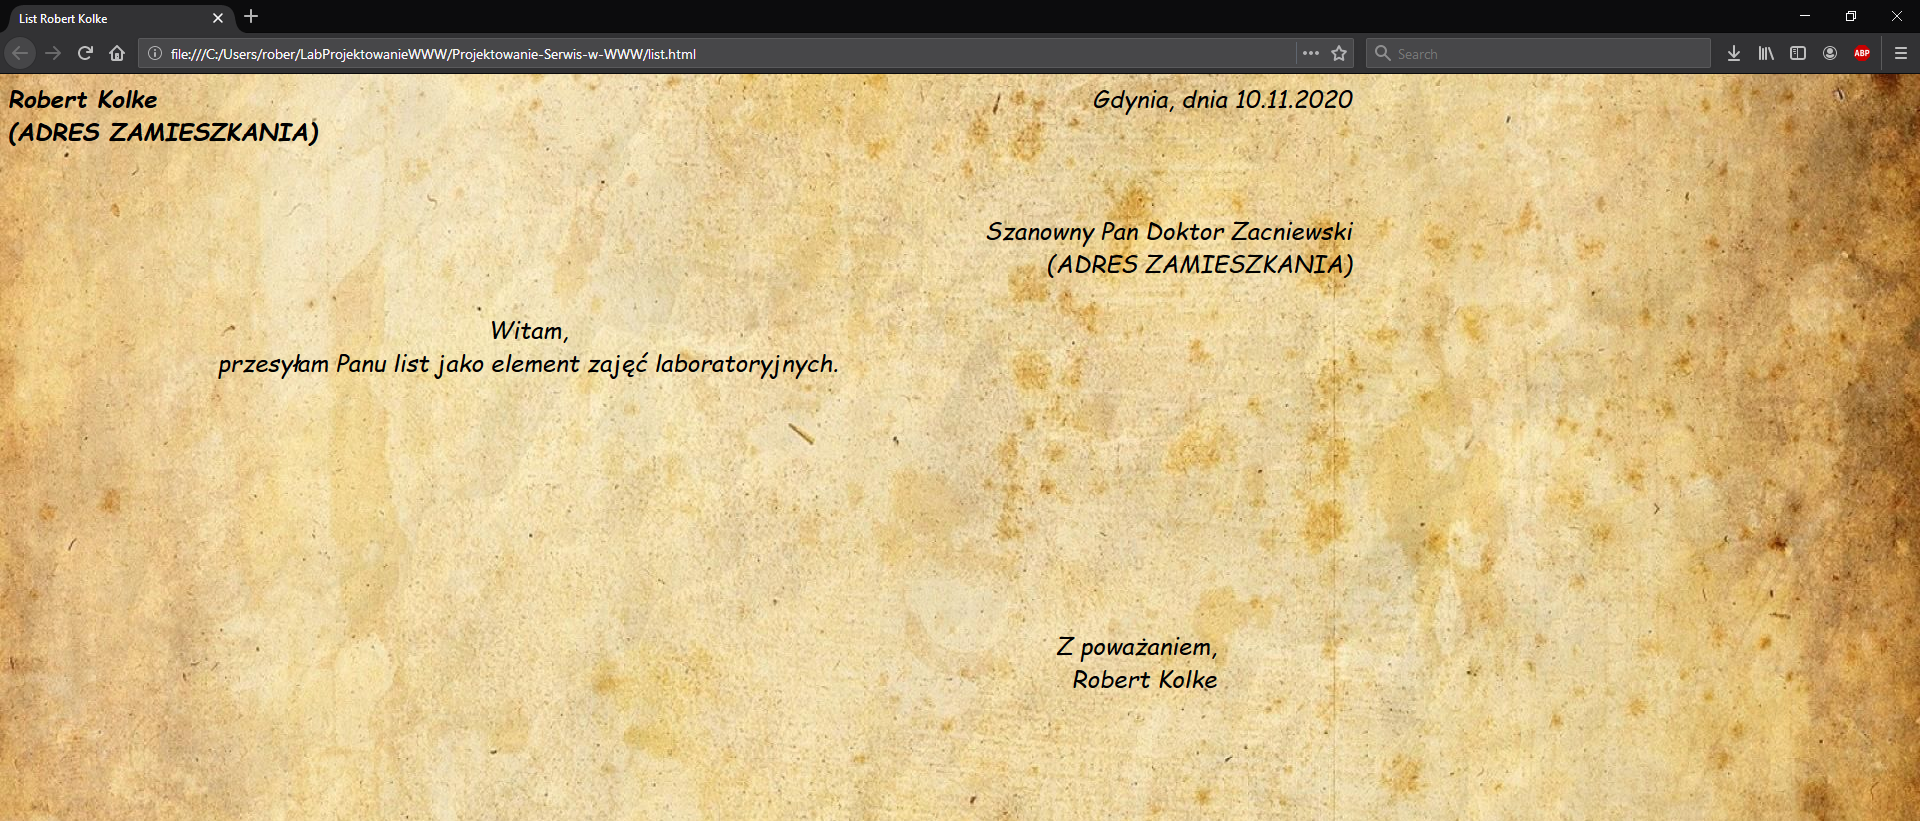 List Robert Kolke
file:///C:/Users/rober/LabProjektowanieWWW/Projektowanie-Serwis-w-WWW/list.html
Search
ABP
Robert Kolke
(ADRES ZAMIESZKANIA)
Gdynia, dnia 10.11.2020
Szanowny Pan Doktor Zacniewski
(ADRES ZAMIESZKANIA)
Witam,
przesyłam Panu list jako element zajęć laboratoryjnych.
Z poważaniem,
Robert Kolke